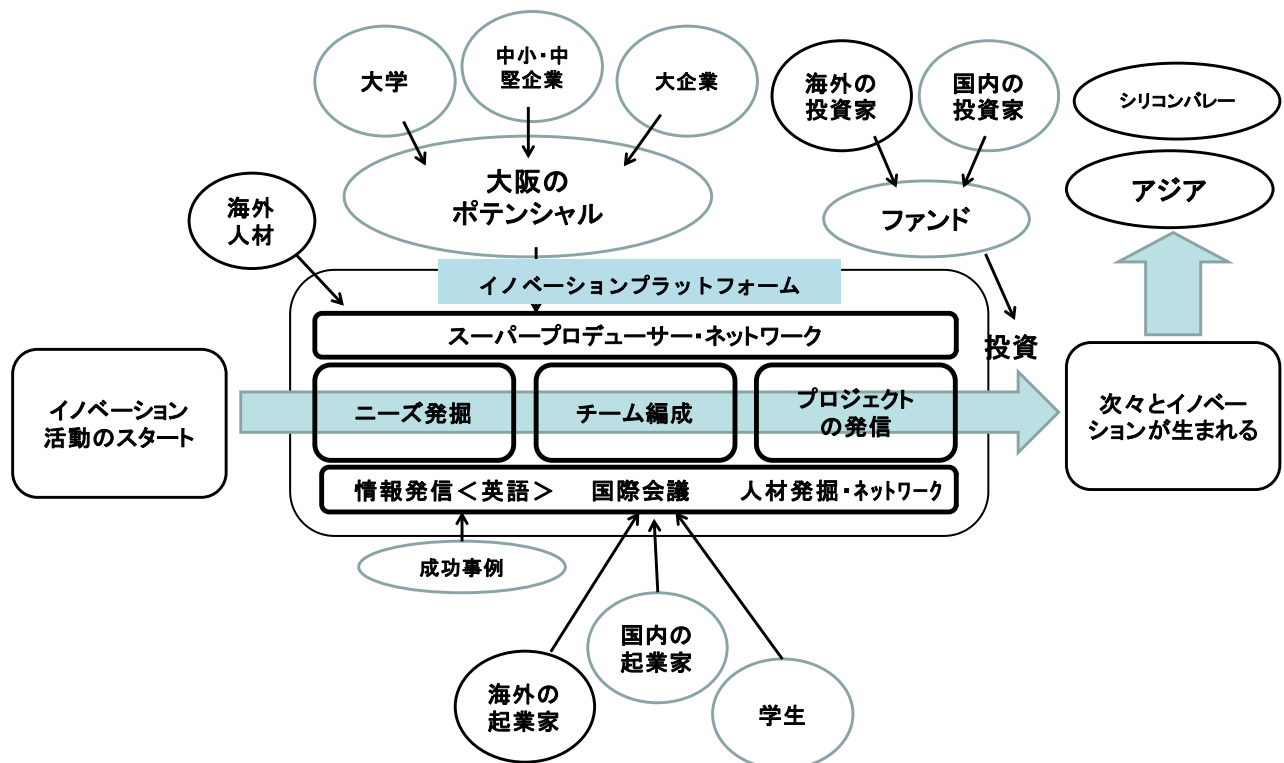 大学
中小・中
堅企業
大企業
海外の
投資家
国内の
投資家
シリコンバレー
アジア
大阪の
ポテンシャル
ファンド
海外
人材
イノベーションプラットフォーム
スーパープロデューサー・ネットワーク
投資
イノベーション
活動のスタート
ニーズ発掘
チーム編成
プロジェクト
の発信
次々とイノベー
ションが生まれる
情報発信＜英語＞ 国際会議 人材発掘・ネットワーク
成功事例
国内の
起業家
海外の
起業家
学生